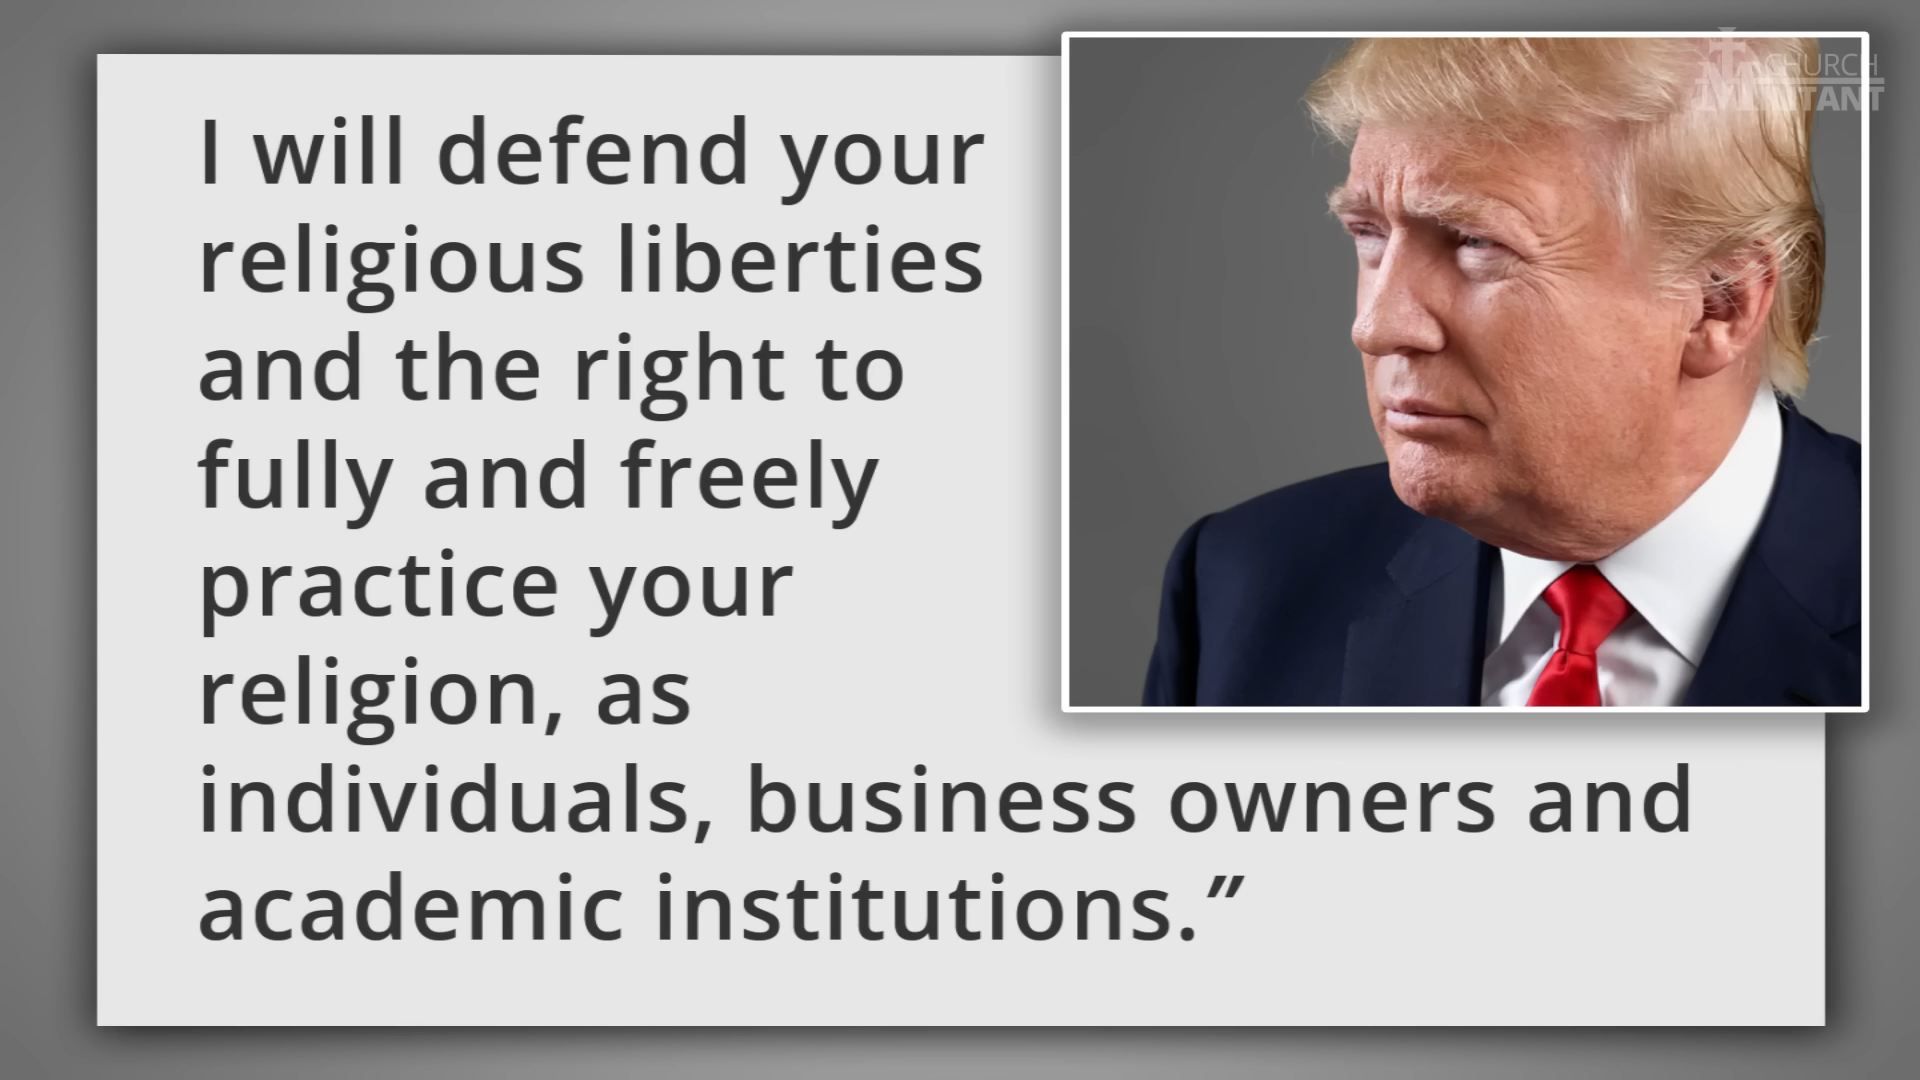 I will defend your
religious liberties
and the right to
fully and freely
practice your
religion, as
individuals, business owners and
academic institutions.”
CHURCH
MILITANT